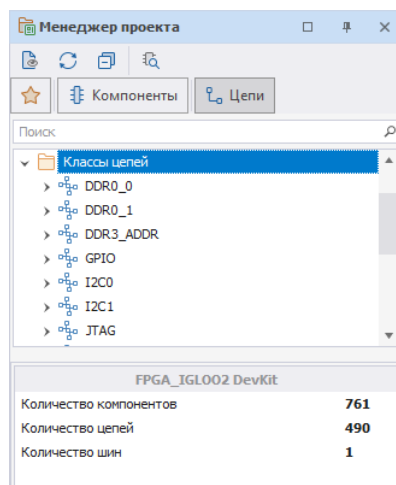 Менеджер проекта
Компоненты
Цепи
Поиск
Классы цепей
DDR0_0
DDR0_1
DDR3_ADDR
GPIO
I2C0
I2C1
JTAG
FPGA_IGLOO2 DevKit
Количество компонентов 761
Количество цепей 490
Количество шин 1